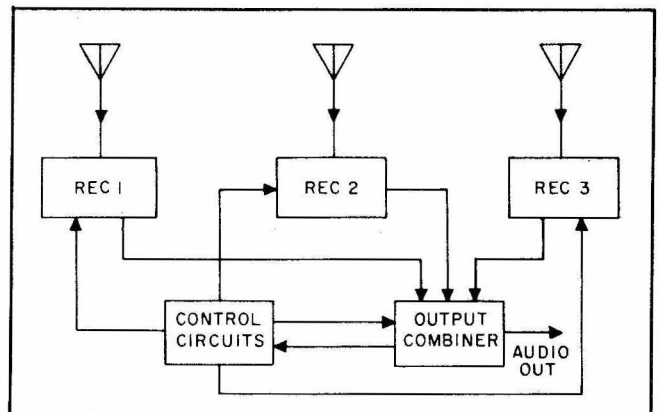 REC 1
REC 2
REC 3
CONTROL
CIRCUITS
OUTPUT
COMBINER
AUDIO
OUT